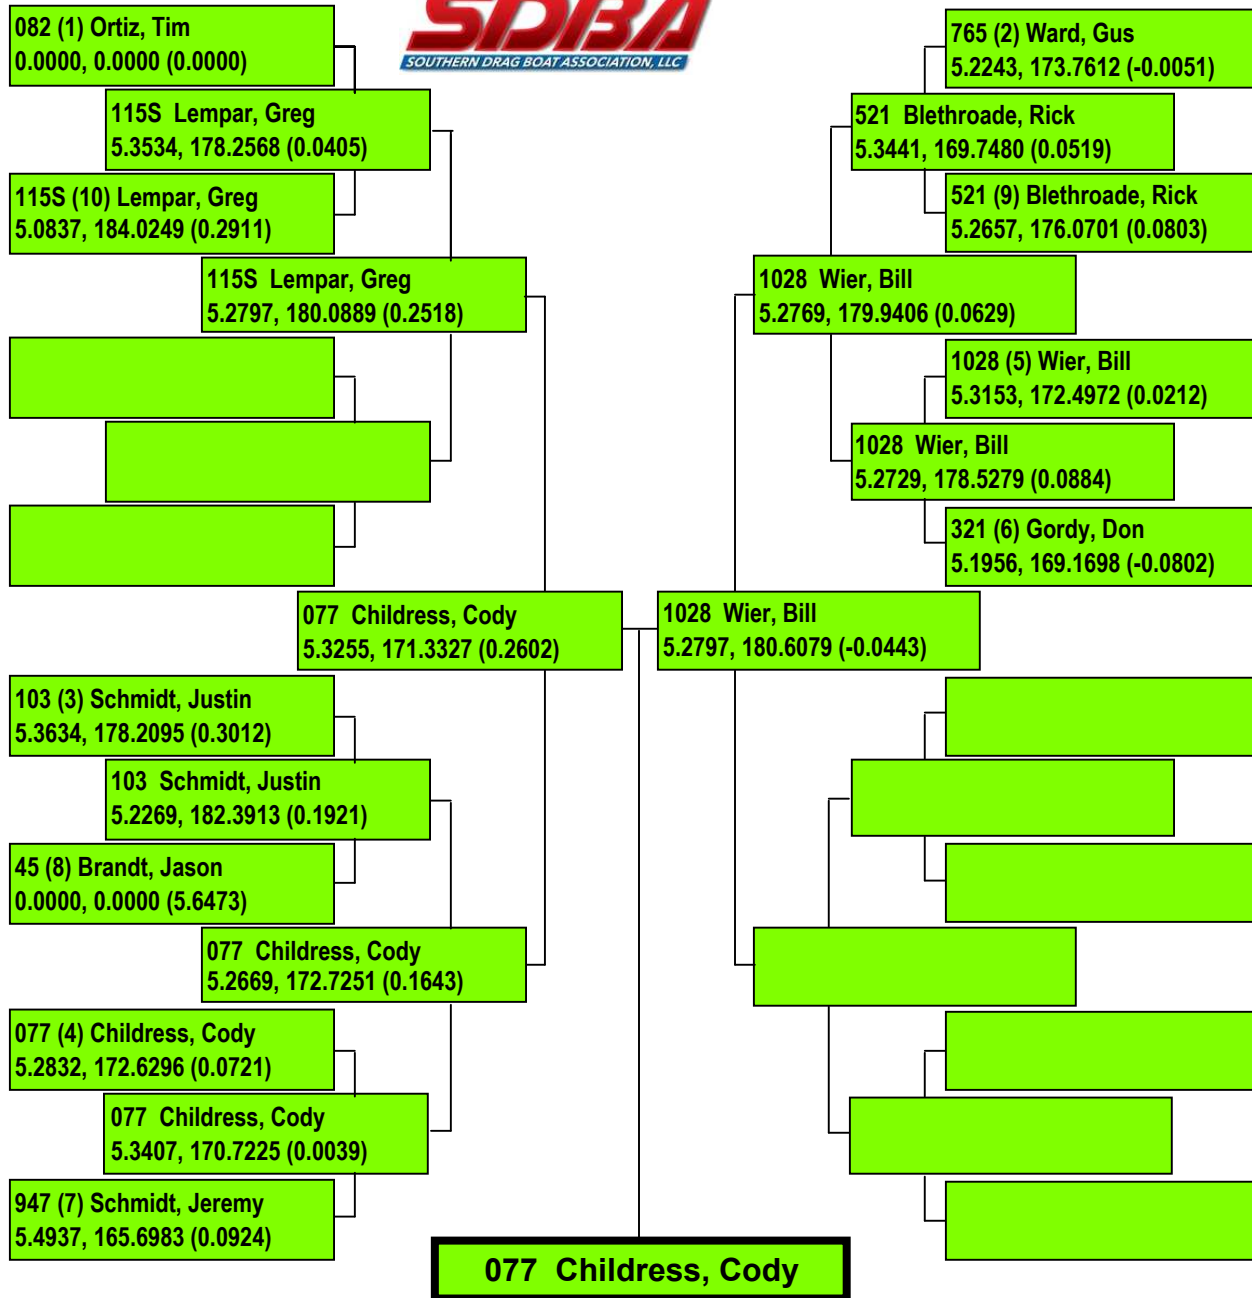 SDBA
SOUTHERN DRAG BOAT ASSOCIATION, LLC
082 (1) Ortiz, Tim
0.0000, 0.0000 (0.0000)
115S Lempar, Greg
5.3534, 178.2568 (0.0405)
115S (10) Lempar, Greg
5.0837, 184.0249 (0.2911)
115S Lempar, Greg
5.2797, 180.0889 (0.2518)
077 Childress, Cody
5.3255, 171.3327 (0.2602)
103 (3) Schmidt, Justin
5.3634, 178.2095 (0.3012)
103 Schmidt, Justin
5.2269, 182.3913 (0.1921)
45 (8) Brandt, Jason
0.0000, 0.0000 (5.6473)
077 Childress, Cody
5.2669, 172.7251 (0.1643)
077 (4) Childress, Cody
5.2832, 172.6296 (0.0721)
077 Childress, Cody
5.3407, 170.7225 (0.0039)
947 (7) Schmidt, Jeremy
5.4937, 165.6983 (0.0924)
765 (2) Ward, Gus
5.2243, 173.7612 (-0.0051)
521 Blethroade, Rick
5.3441, 169.7480 (0.0519)
521 (9) Blethroade, Rick
5.2657, 176.0701 (0.0803)
1028 Wier, Bill
5.2769, 179.9406 (0.0629)
1028 (5) Wier, Bill
5.3153, 172.4972 (0.0212)
1028 Wier, Bill
5.2729, 178.5279 (0.0884)
321 (6) Gordy, Don
5.1956, 169.1698 (-0.0802)
1028 Wier, Bill
5.2797, 180.6079 (-0.0443)
077 Childress, Cody